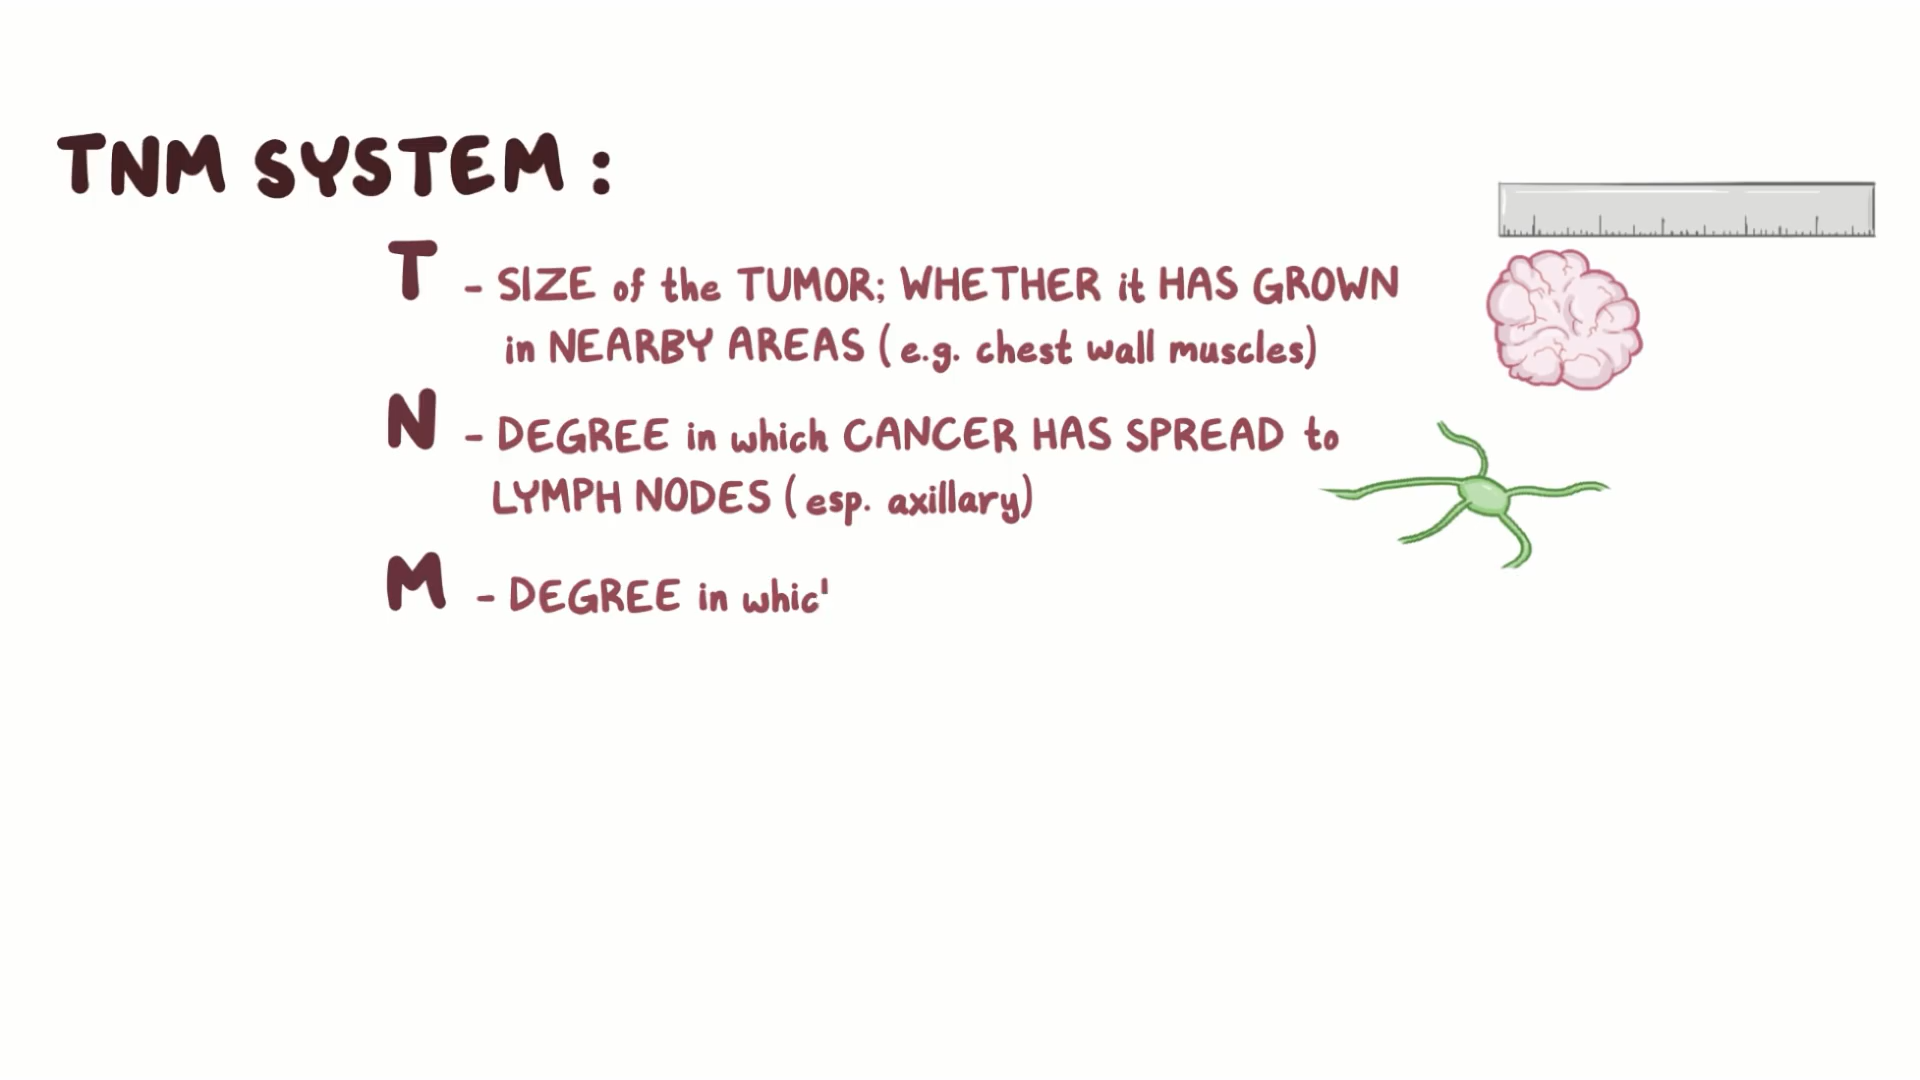 TNM SYSTEM :
T - SIZE of the TUMOR; WHETHER it HAS GROWN
in NEARBY AREAS (e.g. chest wall muscles)
N - DEGREE in which CANCER HAS SPREAD to
LYMPH NODES (esp. axillary)
M - DEGREE in